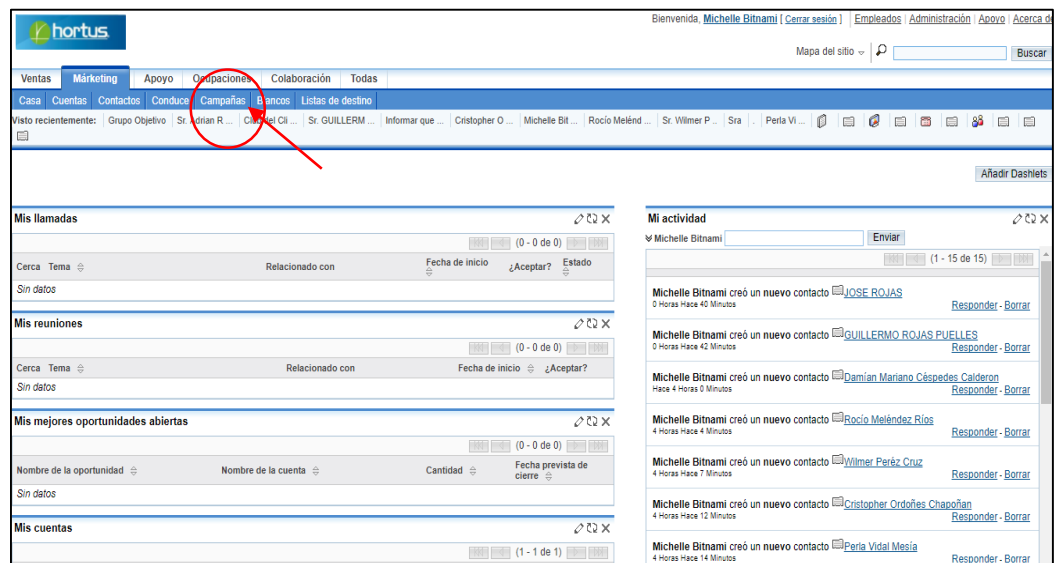 hortus
Bienvenida, Michelle Bitnami [ Cerrar sesión ] Empleados | Administración | Apoyo | Acerca de
Mapa del sitio
Buscar
Ventas Márketing Apoyo Ocupaciones Colaboración Todas
Casa Cuentas Contactos Conduce Campañas Blancos Listas de destino
Visto recientemente: Grupo Objetivo Sr. Adrian R ... Club del Cli ... Sr. GUILLERM ... Informar que ... Cristopher O ... Michelle Bit ... Rocío Melénd ... Sr. Wilmer P .. Sra . Perla Vi ...
Añadir Dashlets
Mis llamadas
(0 - 0 de 0)
Cerca Tema Relacionado con Fecha de inicio ¿Aceptar? Estado
Sin datos
Mis reuniones
(0 - 0 de 0)
Cerca Tema Relacionado con Fecha de inicio ¿Aceptar?
Sin datos
Mis mejores oportunidades abiertas
(0 - 0 de 0)
Nombre de la oportunidad Nombre de la cuenta Cantidad Fecha prevista de
cierre
Sin datos
Mis cuentas
(1 - 1 de 1)
Mi actividad
Michelle Bitnami Enviar
(1 - 15 de 15)
Michelle Bitnami creó un nuevo contacto JOSE ROJAS
0 Horas Hace 40 Minutos Responder - Borrar
Michelle Bitnami creó un nuevo contacto GUILLERMO ROJAS PUELLES
0 Horas Hace 42 Minutos Responder - Borrar
Michelle Bitnami creó un nuevo contacto Damían Mariano Céspedes Calderon
Hace 4 Horas 0 Minutos Responder - Borrar
Michelle Bitnami creó un nuevo contacto Rocío Meléndez Ríos
4 Horas Hace 4 Minutos Responder - Borrar
Michelle Bitnami creó un nuevo contacto Wilmer Peréz Cruz
4 Horas Hace 7 Minutos Responder - Borrar
Michelle Bitnami creó un nuevo contacto Cristopher Ordoñes Chapoñan
4 Horas Hace 12 Minutos Responder - Borrar
Michelle Bitnami creó un nuevo contacto Perla Vidal Mesía
4 Horas Hace 14 Minutos Responder - Borrar